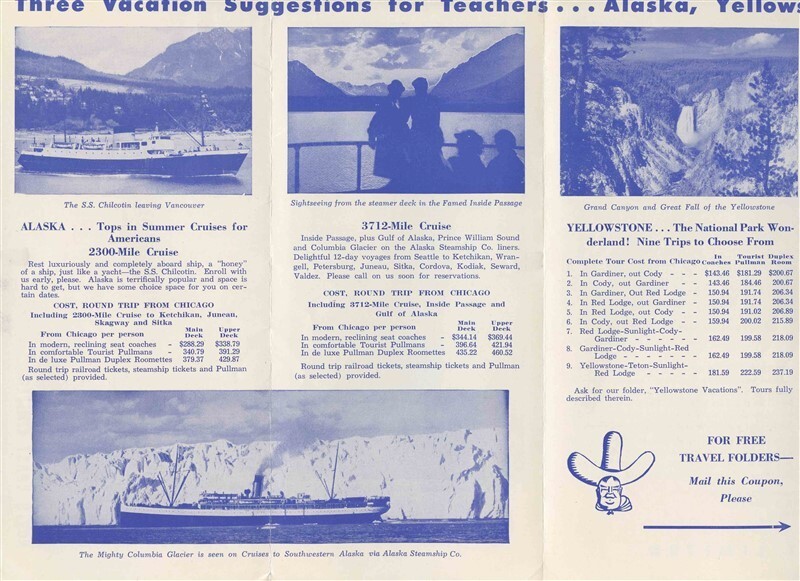 Three Vacation Suggestions for Teachers . . . Alaska, Yellows
The S.S. Chilcotin leaving Vancouver
ALASKA . . . Tops in Summer Cruises for
Americans
2300-Mile Cruise
Rest luxuriously and completely aboard ship, a "honey"
of a ship, just like a yacht—the S.S. Chilcotin. Enroll with
us early, please. Alaska is terrifically popular and space is
hard to get, but we have some choice space for you on cer-
tain dates.
COST, ROUND TRIP FROM CHICAGO
Including 2300-Mile Cruise to Ketchikan, Juneau,
Skagway and Sitka
From Chicago per person Main Deck Upper Deck
In modern, reclining seat coaches - $288.29 $338.79
In comfortable Tourist Pullmans - 340.79 391.29
In de luxe Pullman Duplex Roomettes 379.37 429.87
Round trip railroad tickets, steamship tickets and Pullman
(as selected) provided.
Sightseeing from the steamer deck in the Famed Inside Passage
3712-Mile Cruise
Inside Passage, plus Gulf of Alaska, Prince William Sound
and Columbia Glacier on the Alaska Steamship Co. liners.
Delightful 12-day voyages from Seattle to Ketchikan, Wran-
gell, Petersburg, Juneau, Sitka, Cordova, Kodiak, Seward,
Valdez. Please call on us soon for reservations.
COST, ROUND TRIP FROM CHICAGO
Including 3712-Mile Cruise, Inside Passage and
Gulf of Alaska
From Chicago per person Main Deck Upper Deck
In modern, reclining seat coaches - $344.14 $369.44
In comfortable Tourist Pullmans - 396.64 421.94
In de luxe Pullman Duplex Roomettes 435.22 460.52
Round trip railroad tickets, steamship tickets and Pullman
(as selected) provided.
The Mighty Columbia Glacier is seen on Cruises to Southwestern Alaska via Alaska Steamship Co.
Grand Canyon and Great Fall of the Yellowstone
YELLOWSTONE . . . The National Park Won-
derland! Nine Trips to Choose From
Complete Tour Cost from Chicago In Coaches Tourist Pullman Duplex Room
1. In Gardiner, out Cody - - - $143.46 $181.29 $200.67
2. In Cody, out Gardiner - - - 143.46 184.46 200.67
3. In Gardiner, Out Red Lodge - 150.94 191.74 206.34
4. In Red Lodge, out Gardiner - 150.94 191.74 206.34
5. In Red Lodge, out Cody - - 150.94 191.02 206.89
6. In Cody, out Red Lodge - - 159.94 200.02 215.89
7. Red Lodge-Sunlight-Cody-
Gardiner - - - - - 162.49 199.58 218.09
8. Gardiner-Cody-Sunlight-Red
Lodge - - - - - - 162.49 199.58 218.09
9. Yellowstone-Teton-Sunlight-
Red Lodge - - - - - 181.59 222.59 237.19
Ask for our folder, "Yellowstone Vacations". Tours fully
described therein.
FOR FREE
TRAVEL FOLDERS—
Mail this Coupon,
Please